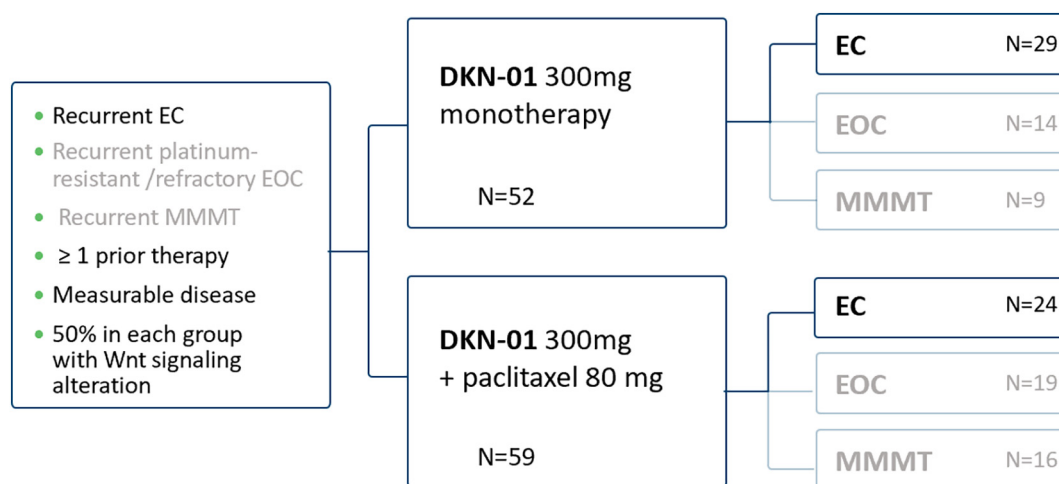 • Recurrent EC
• Recurrent platinum-
resistant /refractory EOC
• Recurrent MMMT
• ≥ 1 prior therapy
• Measurable disease
• 50% in each group
with Wnt signaling
alteration
DKN-01 300mg
monotherapy
N=52
EC N=29
EOC N=14
MMMT N=9
DKN-01 300mg
+ paclitaxel 80 mg
N=59
EC N=24
EOC N=19
MMMT N=16